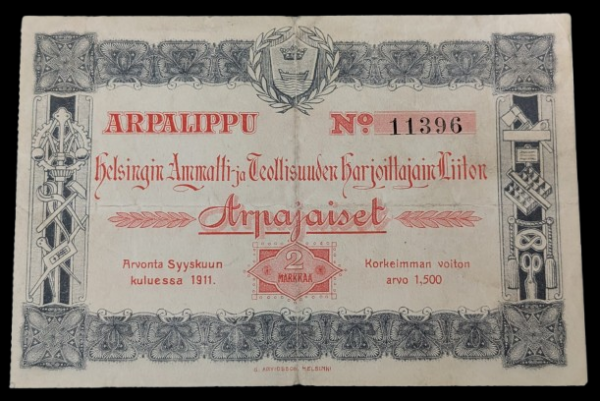 ARPALIPPU No 11396
Helsingin Ammatti-ja Teollisuuden Harjoittajain Liiton
Arpajaiset
Arvonta Syyskuun
kuluessa 1911.
2
MARKKAA
Korkeimman voiton
arvo 1,500
HELSINKI